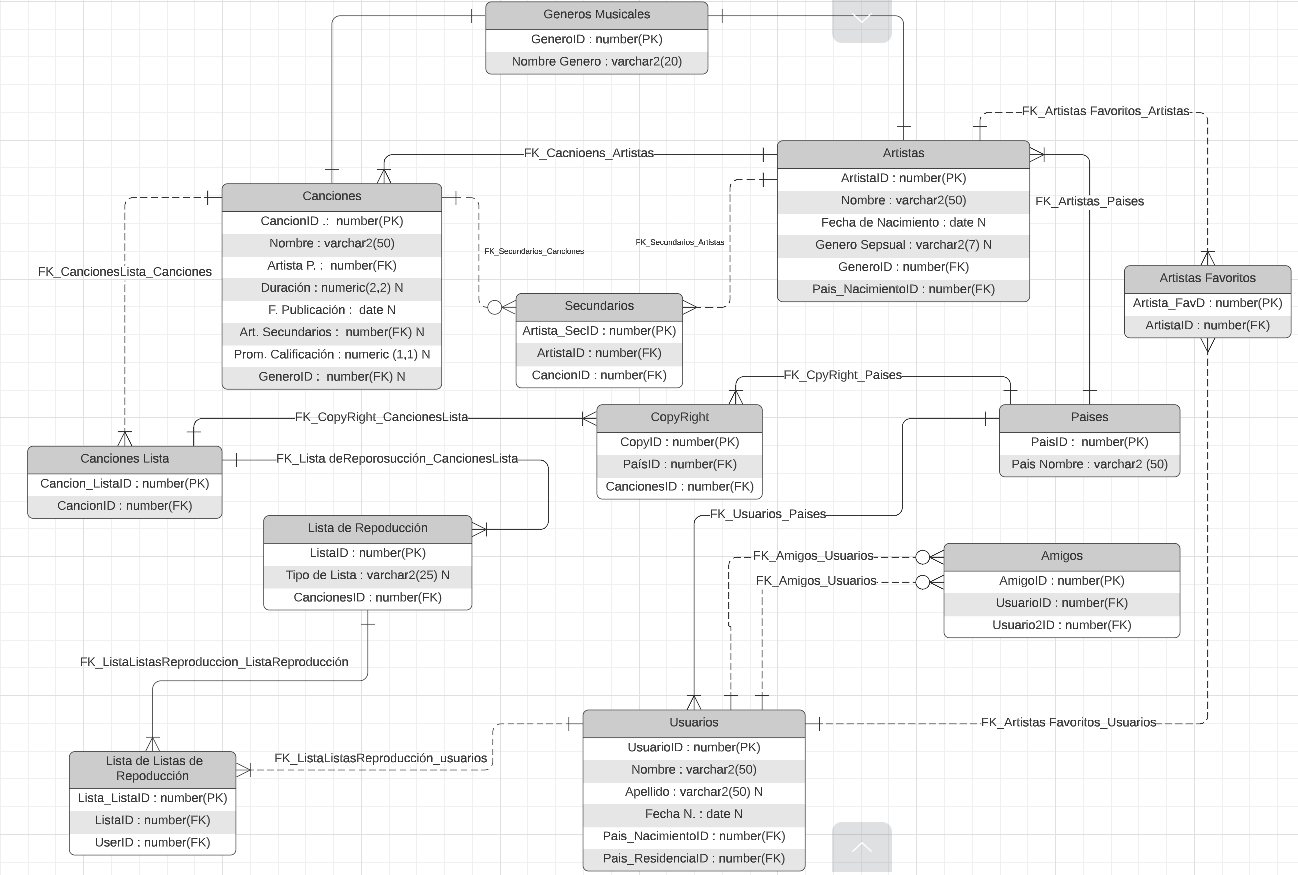 Generos Musicales
GeneroID : number(PK)
Nombre Genero : varchar2(20)
FK_Artistas Favoritos_Artistas
FK_Cacnioens_Artistas
Artistas
ArtistaID : number(PK)
Nombre : varchar2(50)
Fecha de Nacimiento : date N
Genero Sepsual : varchar2(7) N
GeneroID : number(FK)
Pais_NacimientoID : number(FK)
FK_Artistas_Paises
Canciones
CancionID .: number(PK)
Nombre : varchar2(50)
Artista P. : number(FK)
Duración : numeric(2,2) N
F. Publicación : date N
Art. Secundarios : number(FK) N
Prom. Calificación : numeric (1,1) N
GeneroID : number(FK) N
FK_CancionesLista_Canciones
FK_Secundarios_Canciones
FK_Secundarios_Artistas
Secundarios
Artista_SecID : number(PK)
ArtistaID : number(FK)
CancionID : number(FK)
Artistas Favoritos
Artista_FavD : number(PK)
ArtistaID : number(FK)
FK_CpyRight_Paises
FK_CopyRight_CancionesLista
CopyRight
CopyID : number(PK)
PaísID : number(FK)
CancionesID : number(FK)
Paises
PaisID : number(PK)
Pais Nombre : varchar2 (50)
Canciones Lista
Cancion_ListaID : number(PK)
CancionID : number(FK)
FK_Lista deReporosucción_CancionesLista
FK_Usuarios_Paises
Lista de Repoducción
ListaID : number(PK)
Tipo de Lista : varchar2(25) N
CancionesID : number(FK)
FK_Amigos_Usuarios
FK_Amigos_Usuarios
Amigos
AmigoID : number(PK)
UsuarioID : number(FK)
Usuario2ID : number(FK)
FK_ListaListasReproduccion_ListaReproducción
Usuarios
UsuarioID : number(PK)
Nombre : varchar2(50)
Apellido : varchar2(50) N
Fecha N. : date N
Pais_NacimientoID : number(FK)
Pais_ResidenciaID : number(FK)
FK_Artistas Favoritos_Usuarios
FK_ListaListasReproducción_usuarios
Lista de Listas de
Repoducción
Lista_ListaID : number(PK)
ListaID : number(FK)
UserID : number(FK)